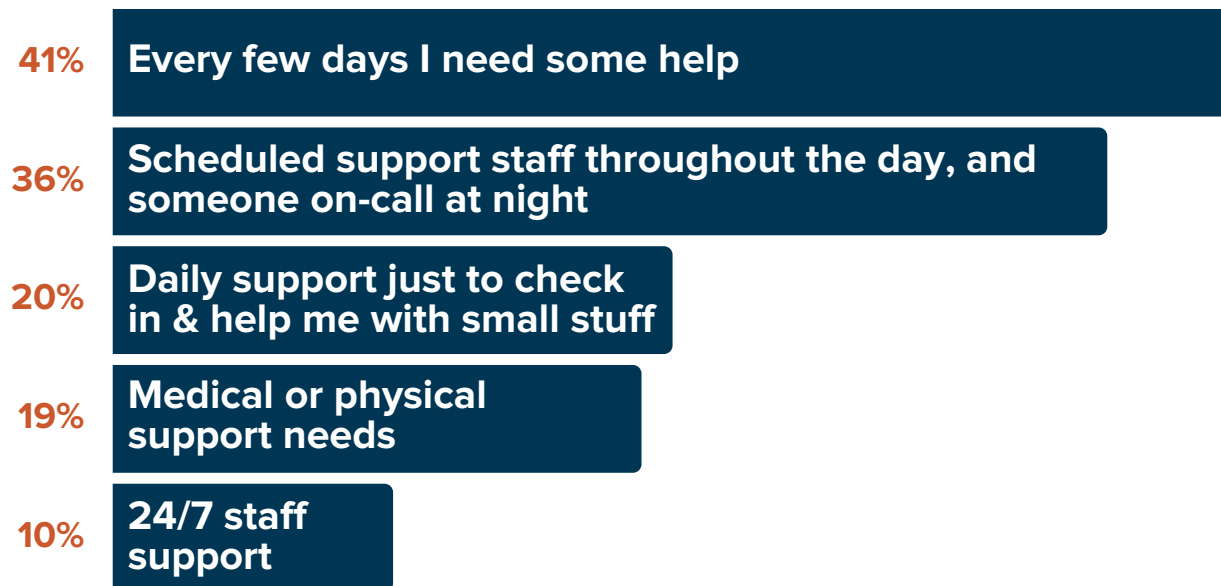 41%
Every few days I need some help
36%
Scheduled support staff throughout the day, and
someone on-call at night
20%
Daily support just to check
in & help me with small stuff
19%
Medical or physical
support needs
10%
24/7 staff
support